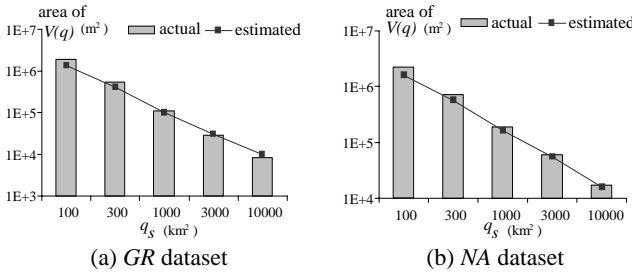 area of
V(q) (m²)
actual
estimated
1E+7
1E+6
1E+5
1E+4
1E+3
100 300 1000 3000 10000
qs (km²)
(a) GR dataset
area of
V(q) (m²)
actual
estimated
1E+7
1E+6
1E+5
1E+4
100 300 1000 3000 10000
qs (km²)
(b) NA dataset